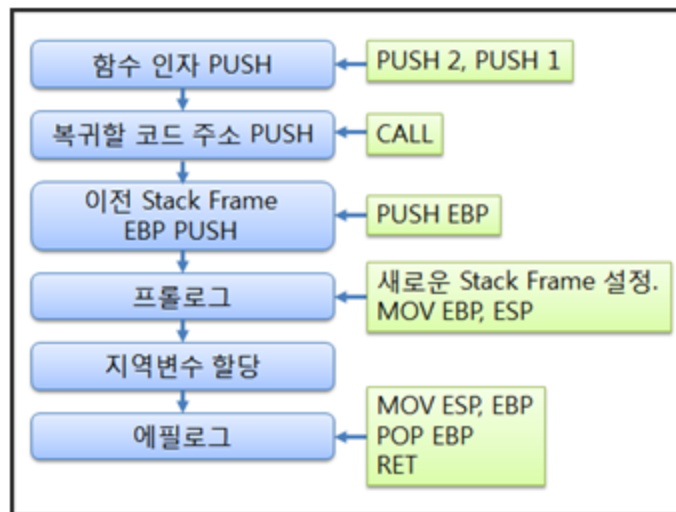 함수 인자 PUSH
PUSH 2, PUSH 1
복귀할 코드 주소 PUSH
CALL
이전 Stack Frame
EBP PUSH
PUSH EBP
프롤로그
새로운 Stack Frame 설정.
MOV EBP, ESP
지역변수 할당
에필로그
MOV ESP, EBP
POP EBP
RET